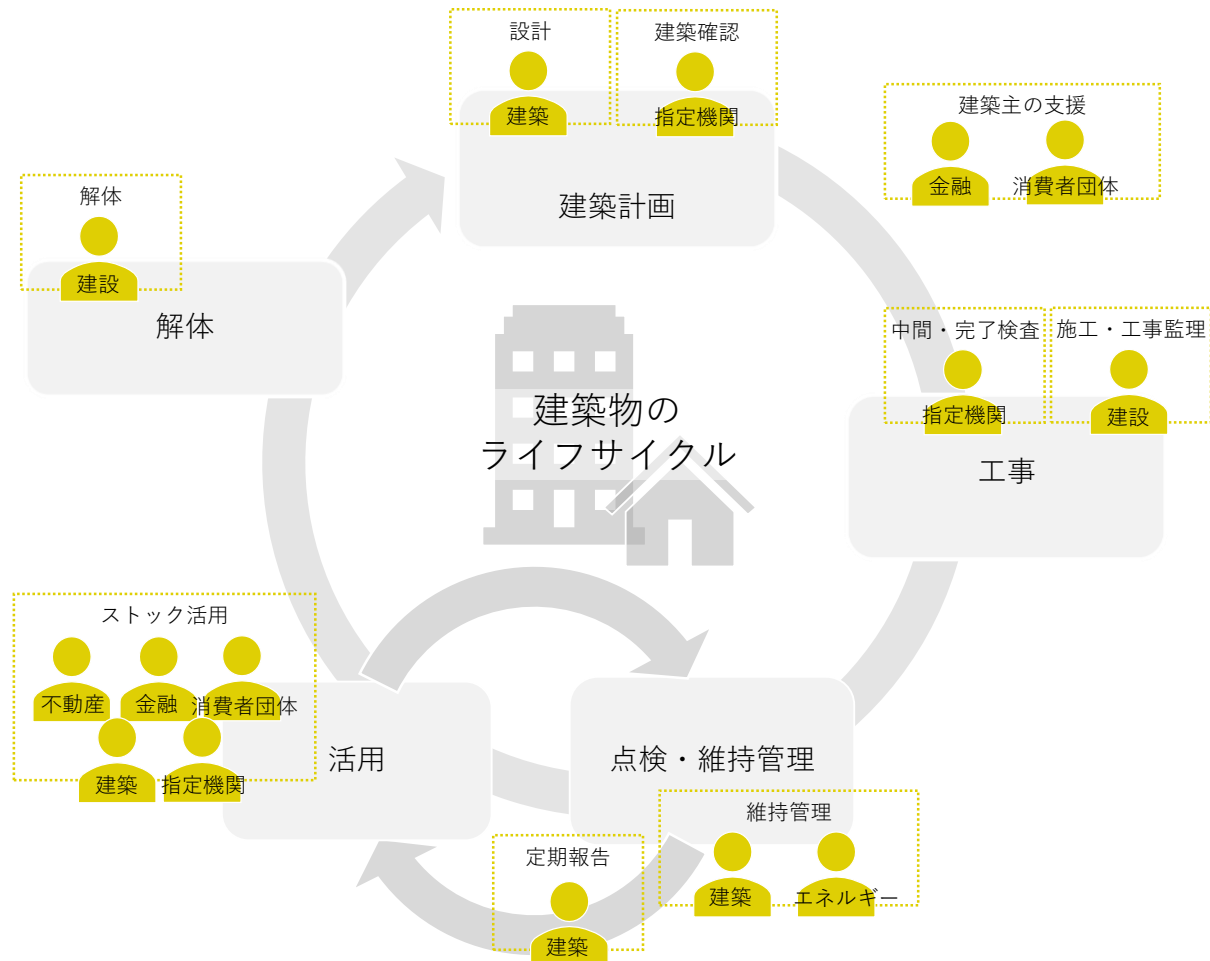 設計
建築
建築確認
指定機関
建築計画
建築主の支援
金融
消費者団体
解体
建設
解体
中間・完了検査
指定機関
施工・工事監理
建設
工事
建築物の
ライフサイクル
ストック活用
不動産
金融
消費者団体
建築
指定機関
活用
点検・維持管理
維持管理
建築
エネルギー
定期報告
建築